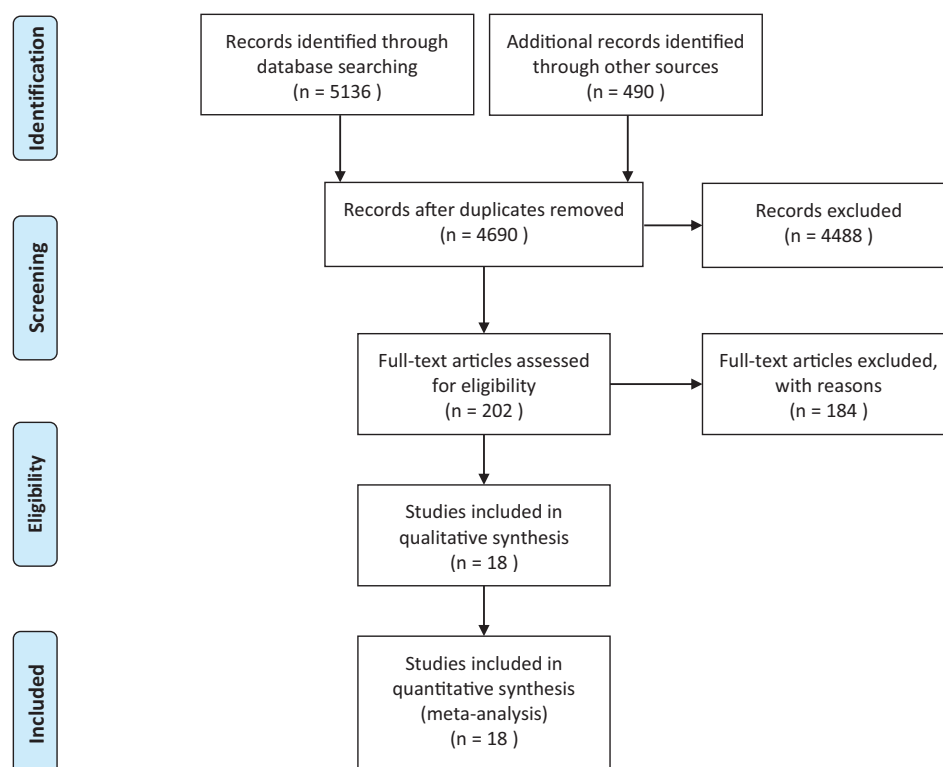 Identification
Records identified through
database searching
(n = 5136 )
Additional records identified
through other sources
(n = 490 )
Records after duplicates removed
(n = 4690 )
Records excluded
(n = 4488 )
Screening
Full-text articles assessed
for eligibility
(n = 202 )
Full-text articles excluded,
with reasons
(n = 184 )
Eligibility
Studies included in
qualitative synthesis
(n = 18 )
Included
Studies included in
quantitative synthesis
(meta-analysis)
(n = 18 )